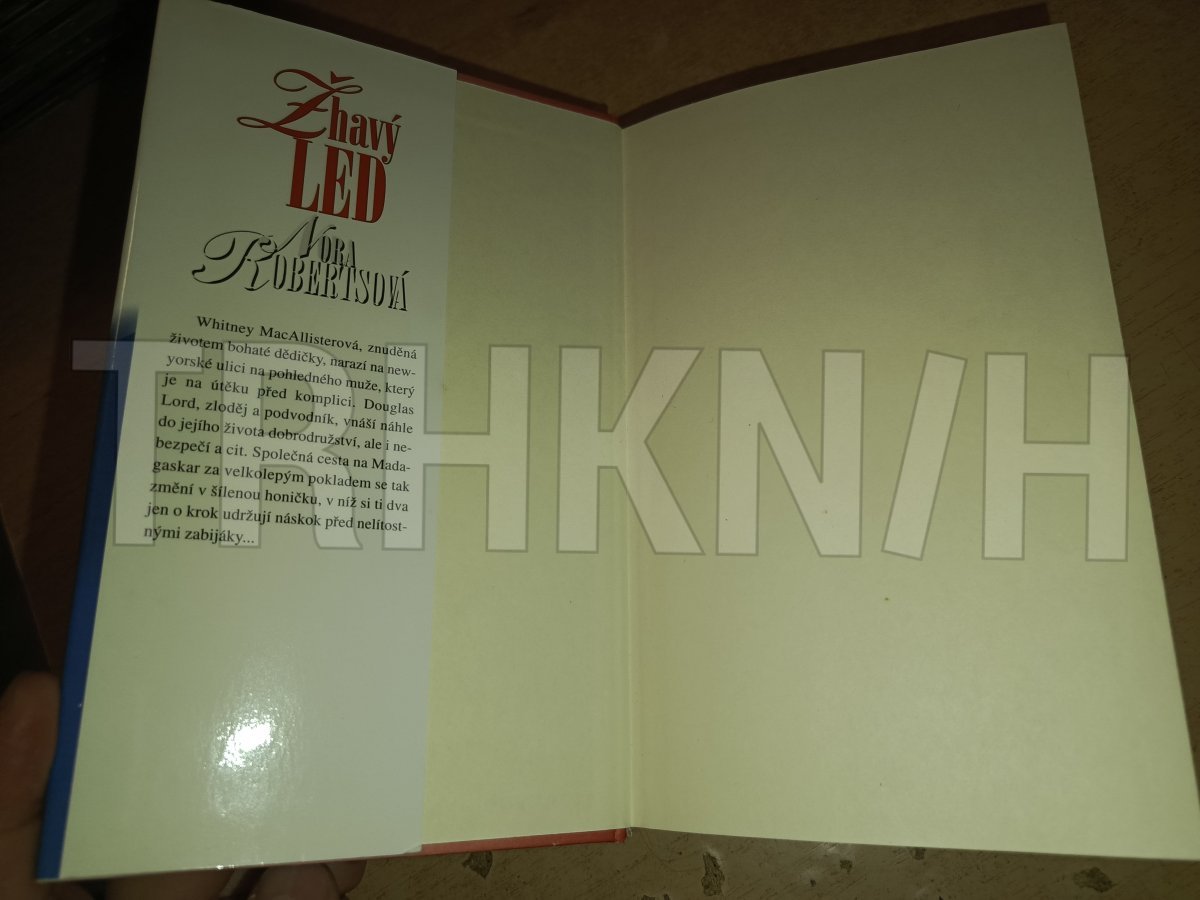 Žhavý
LED
NORA
ROBERTSOVÁ
Whitney MacAllisterová, znuděná
životem bohaté dědičky, narazí na new-
yorské ulici na pohledného muže, který
je na útěku před komplici. Douglas
Lord, zloděj a podvodník, vnáší náhle
do jejího života dobrodružství, ale i ne-
bezpečí a cit. Společná cesta na Mada-
gaskar za velkolepým pokladem se tak
změní v šílenou honičku, v níž si ti dva
jen o krok udržují náskok před nelítost-
nými zabijáky...
TRHKN/H